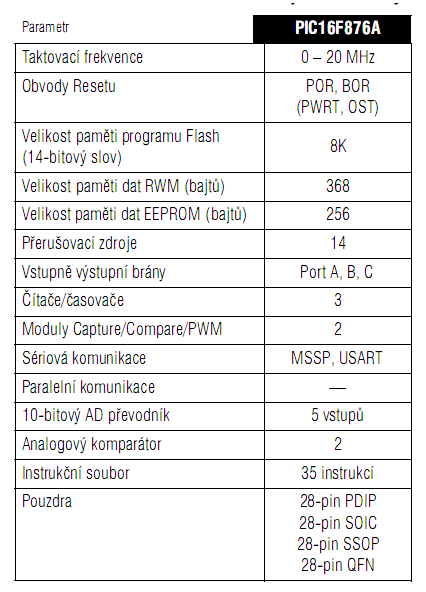 Parametr PIC16F876A
Taktovací frekvence 0 – 20 MHz
Obvody Resetu POR, BOR
(PWRT, OST)
Velikost paměti programu Flash
(14-bitový slov) 8K
Velikost paměti dat RWM (bajtů) 368
Velikost paměti dat EEPROM (bajtů) 256
Přerušovací zdroje 14
Vstupně výstupní brány Port A, B, C
Čítače/časovače 3
Moduly Capture/Compare/PWM 2
Sériová komunikace MSSP, USART
Paralelní komunikace —
10-bitový AD převodník 5 vstupů
Analogový komparátor 2
Instrukční soubor 35 instrukcí
Pouzdra 28-pin PDIP
28-pin SOIC
28-pin SSOP
28-pin QFN